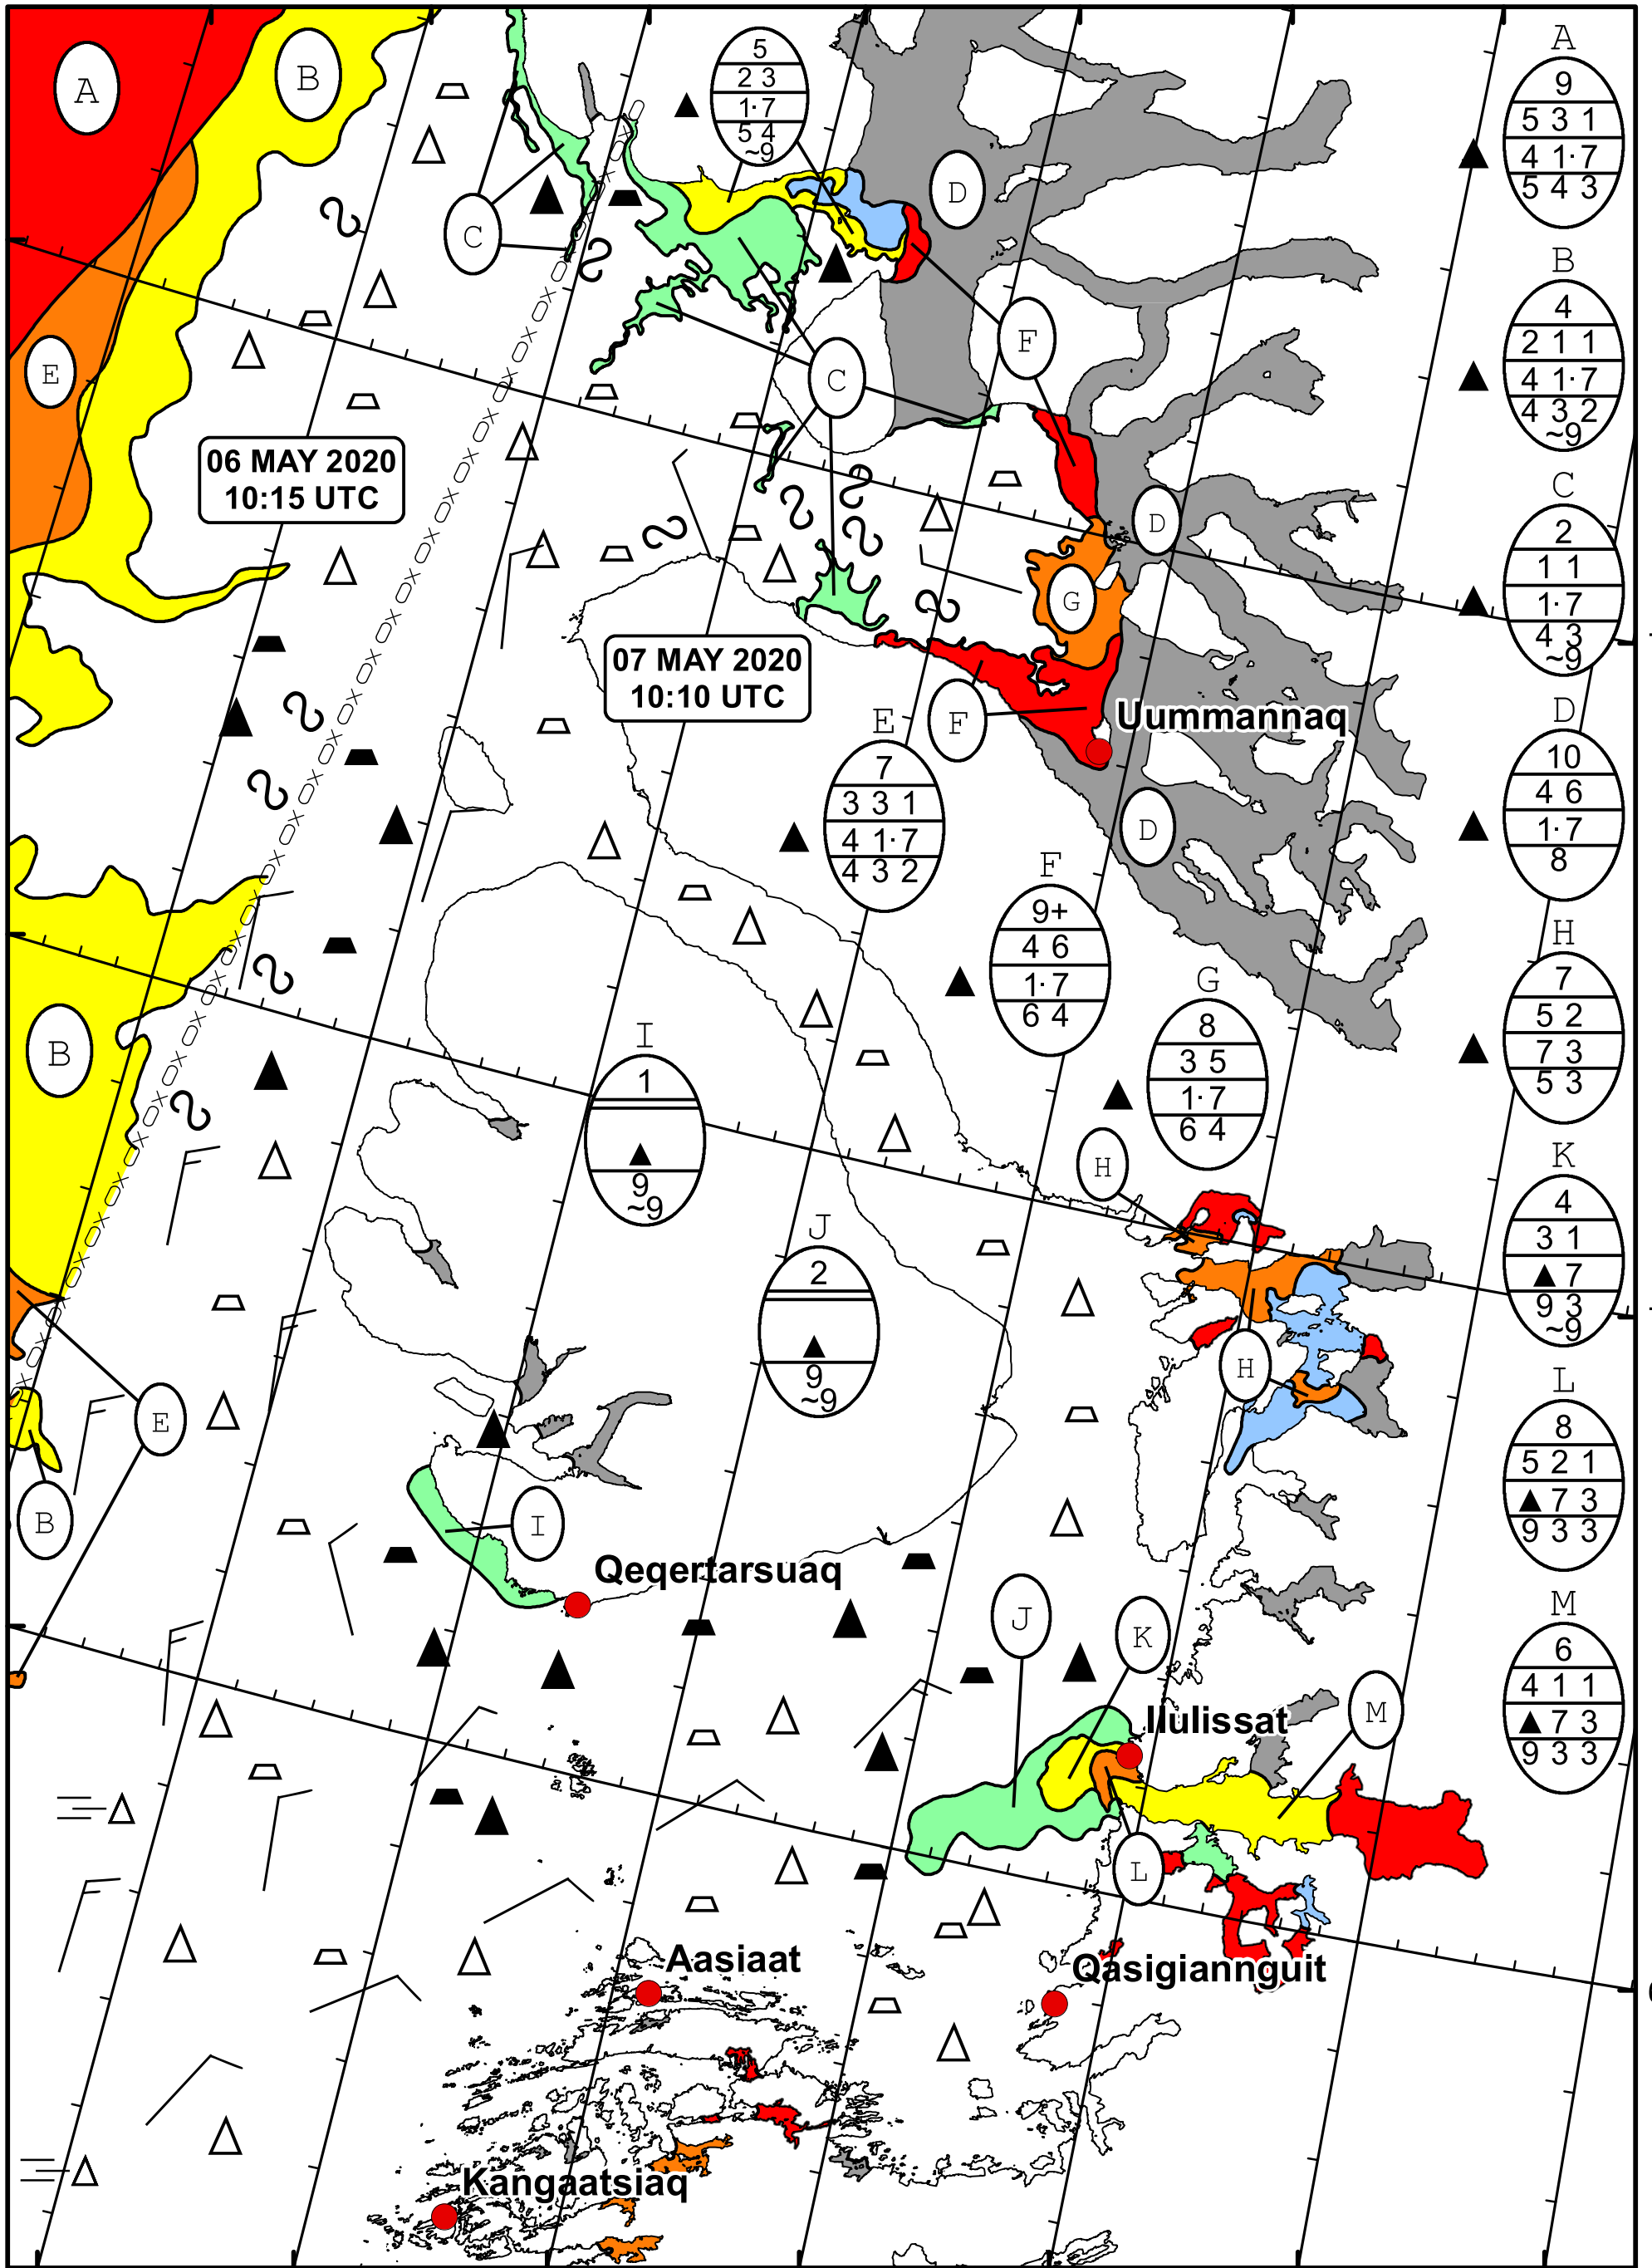 A
B
5
2 3
1·7
5 4
~9
D
C
E
F
C
06 MAY 2020
10:15 UTC
D
G
07 MAY 2020
10:10 UTC
F
Uummannaq
D
B
H
H
E
B
I
Qeqertarsuaq
J
K
Ilulissat
M
L
Aasiaat
Qasigiannguit
Kangaatsiaq
A
9
5 3 1
4 1·7
5 4 3
B
4
2 1 1
4 1·7
4 3 2
~9
C
2
1 1
1·7
4 3
~9
D
10
4 6
1·7
8
E
7
3 3 1
4 1·7
4 3 2
F
9+
4 6
1·7
6 4
G
8
3 5
1·7
6 4
H
7
5 2
7 3
5 3
I
1
9
~9
J
2
9
~9
K
4
3 1
▲ 7
9 3
~9
L
8
5 2 1
▲ 7 3
9 3 3
M
6
4 1 1
▲ 7 3
9 3 3